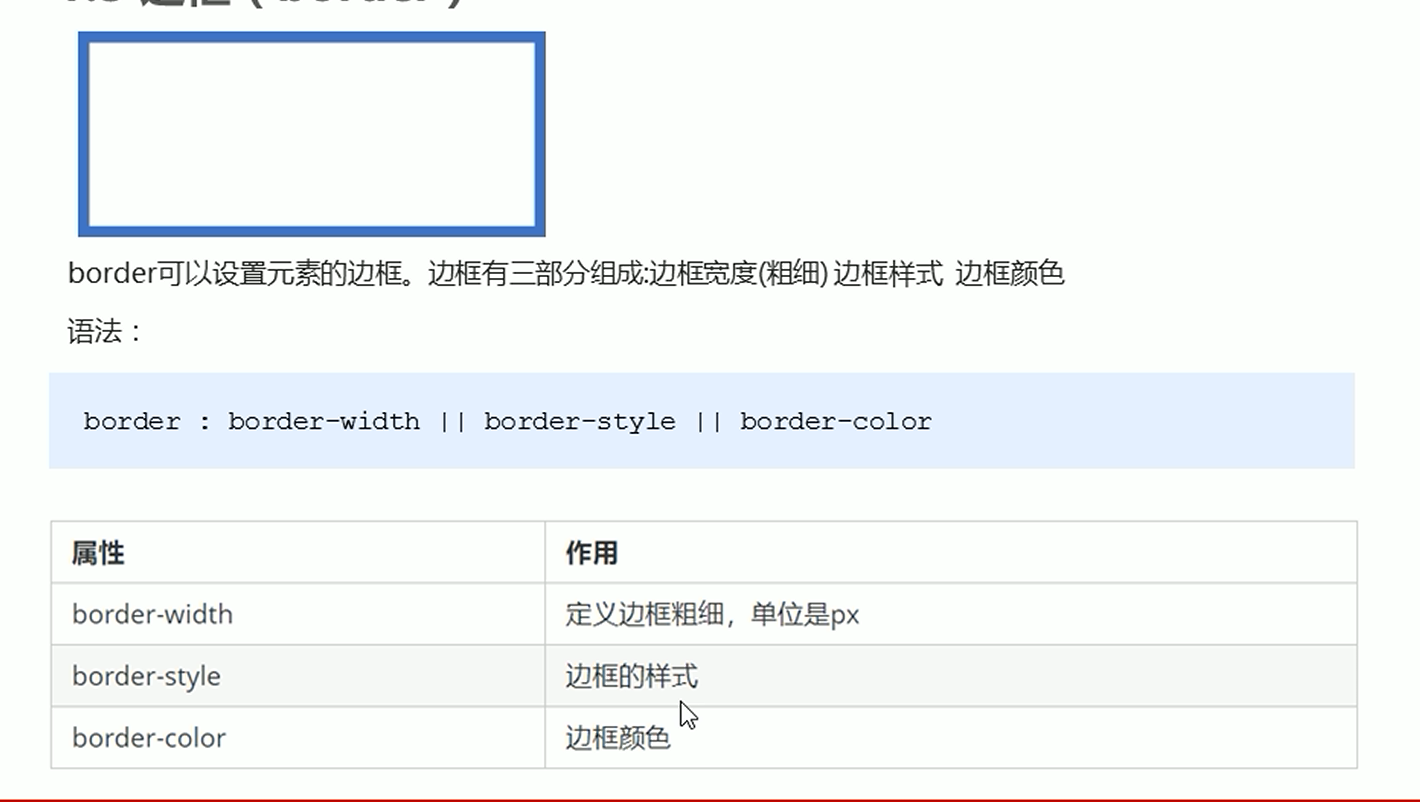 边框（border）
border可以设置元素的边框。边框有三部分组成:边框宽度(粗细) 边框样式  边框颜色
语法：
border : border-width || border-style || border-color
属性 作用
border-width 定义边框粗细，单位是px
border-style 边框的样式
border-color 边框颜色